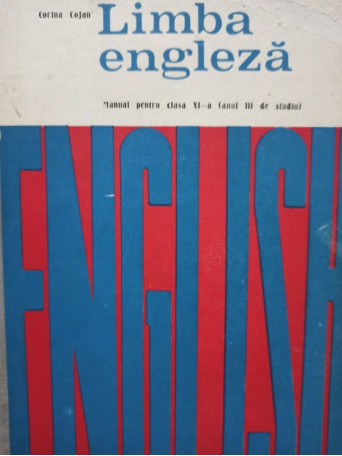 Corina Cojan
Limba
engleză
Manual pentru clasa XI-a (anul III de studiu)
ENGLISH